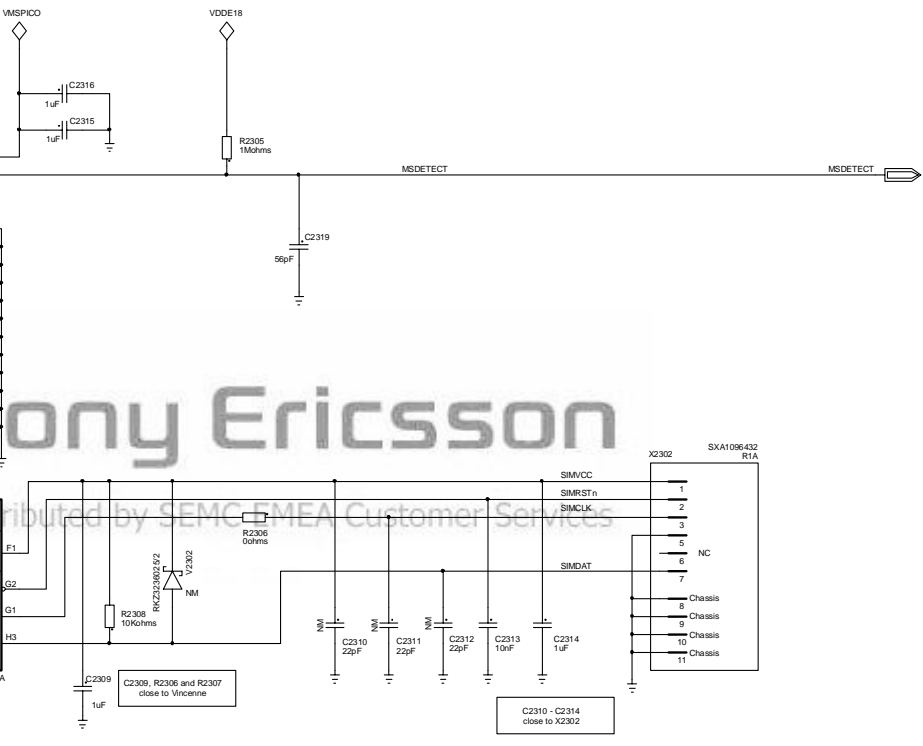 VMSPICO
VDDE18
C2316
1uF
C2315
1uF
R2305
1Mohms
MSDETECT
MSDETECT
C2319
56pF
ony Ericsson
ributed by SEMC EMEA Customer Services
X2302
SXA1096432
R1A
SIMVCC
1
SIMRSTn
2
SIMCLK
3
5
NC
6
SIMDAT
7
Chassis
8
Chassis
9
Chassis
10
Chassis
11
R2306
0ohms
F1
G2
G1
H3
A
RKZ3236025/2
V2302
NM
R2308
10Kohms
NM
C2310
22pF
NM
C2311
22pF
NM
C2312
22pF
C2313
10nF
C2314
1uF
C2309
1uF
C2309, R2306 and R2307
close to Vincenne
C2310 - C2314
close to X2302